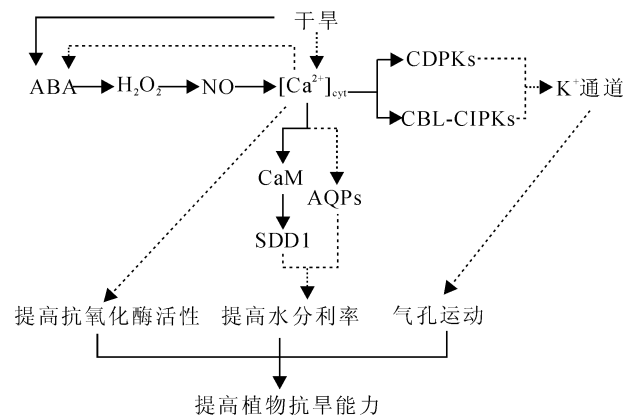 干旱
ABA H₂O₂ NO [Ca²⁺]cyt
CDPKs
CBL-CIPKs
K⁺通道
CaM
AQPs
SDD1
提高抗氧化酶活性 提高水分利率 气孔运动
提高植物抗旱能力